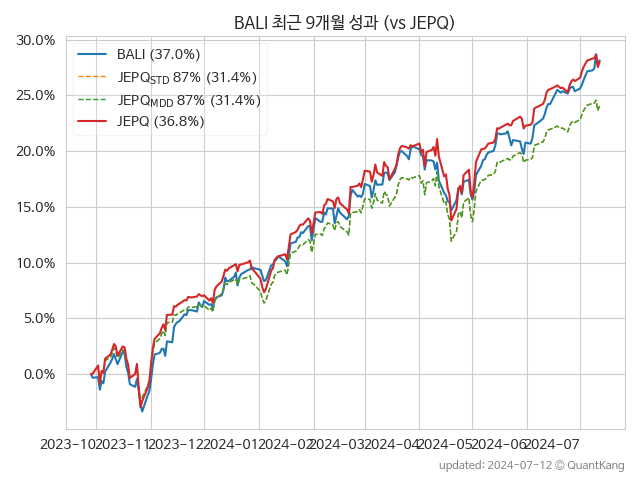 BALI 최근 9개월 성과 (vs JEPQ)
30.0%
25.0%
20.0%
15.0%
10.0%
5.0%
0.0%
BALI (37.0%)
JEPQSTD 87% (31.4%)
JEPQMDD 87% (31.4%)
JEPQ (36.8%)
2023-10 2023-11 2023-12 2024-01 2024-02 2024-03 2024-04 2024-05 2024-06 2024-07
updated: 2024-07-12 © QuantKang